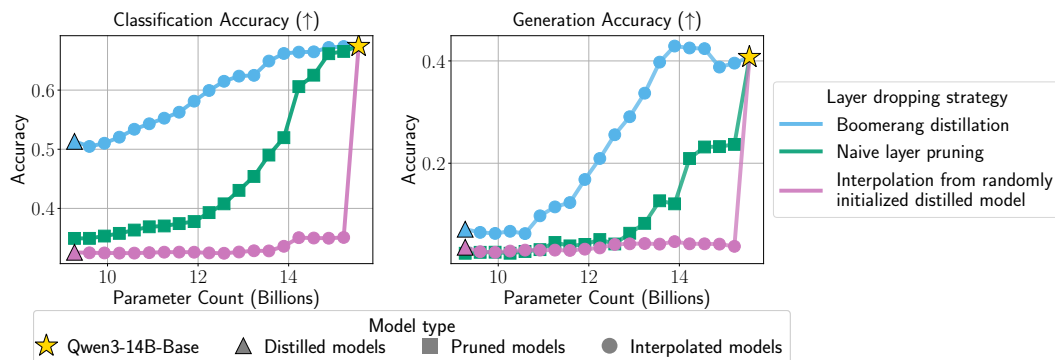 Classification Accuracy (↑)
Generation Accuracy (↑)
0.6
0.5
0.4
Accuracy
10
12
14
Parameter Count (Billions)
0.4
0.2
Accuracy
10
12
14
Parameter Count (Billions)
Layer dropping strategy
Boomerang distillation
Naive layer pruning
Interpolation from randomly
initialized distilled model
Model type
Qwen3-14B-Base
Distilled models
Pruned models
Interpolated models